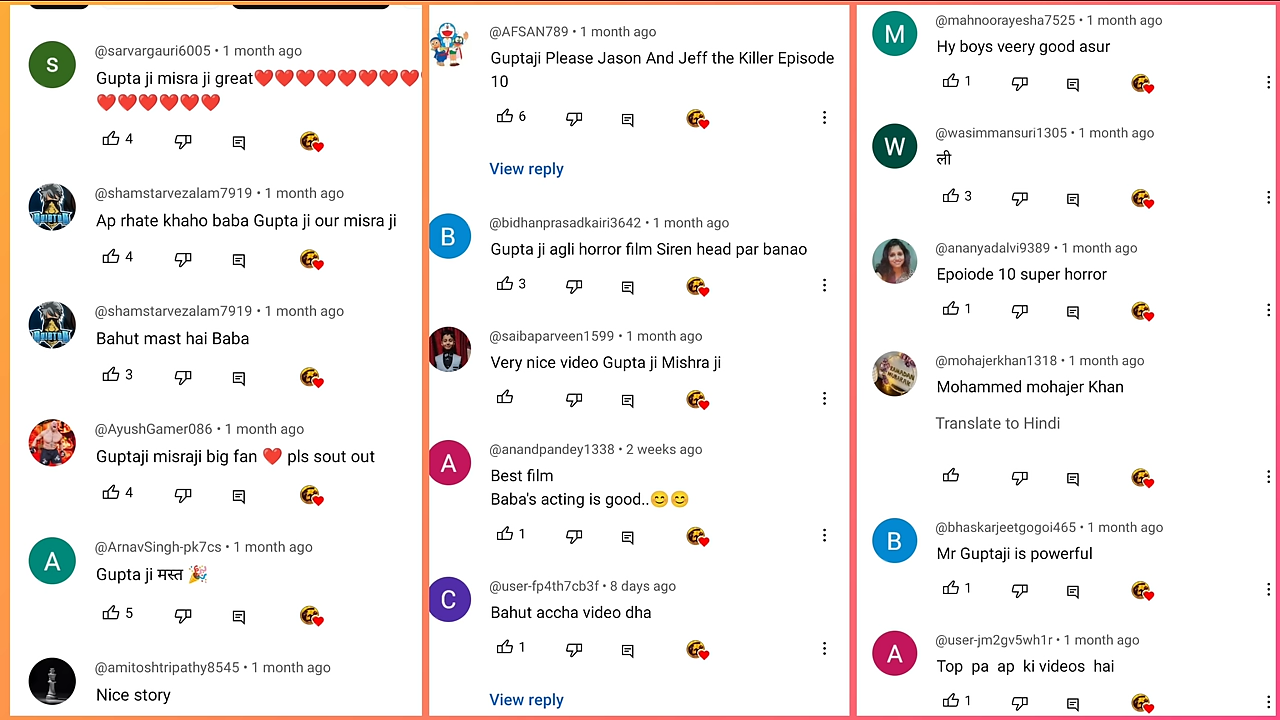 @sarvargauri6005 • 1 month ago
Gupta ji misra ji great❤️❤️❤️❤️❤️❤️❤️❤️
❤️❤️❤️❤️❤️❤️
4
@shamstarvezalam7919 • 1 month ago
Ap rhate khaho baba Gupta ji our misra ji
4
@shamstarvezalam7919 • 1 month ago
Bahut mast hai Baba
3
@AyushGamer086 • 1 month ago
Guptaji misraji big fan ❤️ pls sout out
4
@ArnavSingh-pk7cs • 1 month ago
Gupta ji मस्त 🎉
5
@amitoshtripathy8545 • 1 month ago
Nice story
@AFSAN789 • 1 month ago
Guptaji Please Jason And Jeff the Killer Episode
10
6
View reply
@bidhanprasadkairi3642 • 1 month ago
Gupta ji agli horror film Siren head par banao
3
@saibaparveen1599 • 1 month ago
Very nice video Gupta ji Mishra ji
@anandpandey1338 • 2 weeks ago
Best film
Baba's acting is good..😊😊
1
@user-fp4th7cb3f • 8 days ago
Bahut accha video dha
1
View reply
@mahnoorayesha7525 • 1 month ago
Hy boys veery good asur
1
@wasimmansuri1305 • 1 month ago
ली
3
@ananyadalvi9389 • 1 month ago
Epoiode 10 super horror
1
@mohajerkhan1318 • 1 month ago
Mohammed mohajer Khan
Translate to Hindi
@bhaskarjeetgogoi465 • 1 month ago
Mr Guptaji is powerful
1
@user-jm2gv5wh1r • 1 month ago
Top pa ap ki videos hai
1